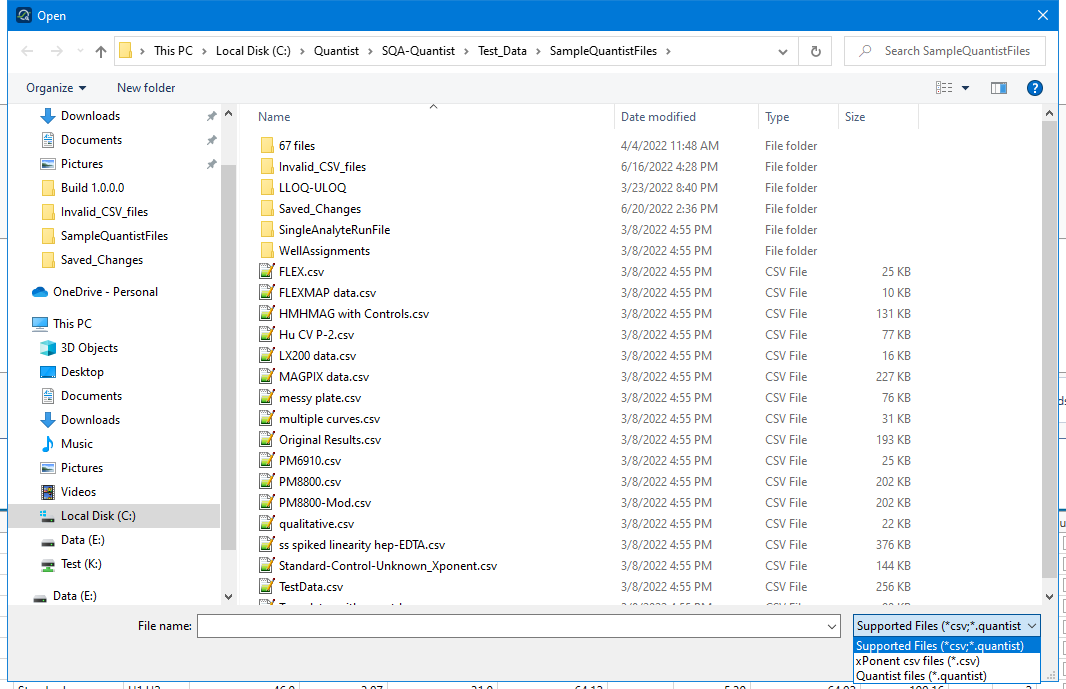 Open
This PC > Local Disk (C:) > Quantist > SQA-Quantist > Test_Data > SampleQuantistFiles >
Search SampleQuantistFiles
Organize
New folder
Downloads
Documents
Pictures
Build 1.0.0.0
Invalid_CSV_files
SampleQuantistFiles
Saved_Changes
OneDrive - Personal
This PC
3D Objects
Desktop
Documents
Downloads
Music
Pictures
Videos
Local Disk (C:)
Data (E:)
Test (K:)
Data (E:)
Name Date modified Type Size
67 files 4/4/2022 11:48 AM File folder
Invalid_CSV_files 6/16/2022 4:28 PM File folder
LLOQ-ULOQ 3/23/2022 8:40 PM File folder
Saved_Changes 6/20/2022 2:36 PM File folder
SingleAnalyteRunFile 3/8/2022 4:55 PM File folder
WellAssignments 3/8/2022 4:55 PM File folder
FLEX.csv 3/8/2022 4:55 PM CSV File 25 KB
FLEXMAP data.csv 3/8/2022 4:55 PM CSV File 10 KB
HMHMAG with Controls.csv 3/8/2022 4:55 PM CSV File 131 KB
Hu CV P-2.csv 3/8/2022 4:55 PM CSV File 77 KB
LX200 data.csv 3/8/2022 4:55 PM CSV File 16 KB
MAGPIX data.csv 3/8/2022 4:55 PM CSV File 227 KB
messy plate.csv 3/8/2022 4:55 PM CSV File 76 KB
multiple curves.csv 3/8/2022 4:55 PM CSV File 31 KB
Original Results.csv 3/8/2022 4:55 PM CSV File 193 KB
PM6910.csv 3/8/2022 4:55 PM CSV File 25 KB
PM8800.csv 3/8/2022 4:55 PM CSV File 202 KB
PM8800-Mod.csv 3/8/2022 4:55 PM CSV File 202 KB
qualitative.csv 3/8/2022 4:55 PM CSV File 22 KB
ss spiked linearity hep-EDTA.csv 3/8/2022 4:55 PM CSV File 376 KB
Standard-Control-Unknown_Xponent.csv 3/8/2022 4:55 PM CSV File 144 KB
TestData.csv 3/8/2022 4:55 PM CSV File 256 KB
File name:
Supported Files (*csv;*.quantist
Supported Files (*csv;*.quantist)
xPonent csv files (*.csv)
Quantist files (*.quantist)